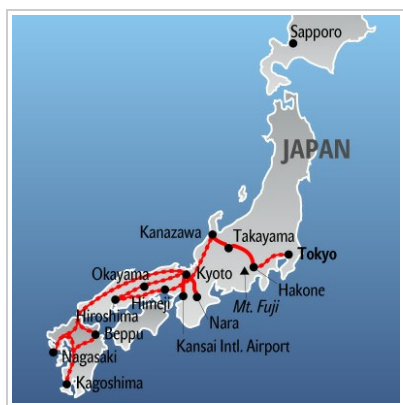 Sapporo
JAPAN
Kanazawa
Takayama
Tokyo
Okayama
Kyoto
Hakone
Himeji
Mt. Fuji
Hiroshima
Nara
Beppu
Kansai Intl. Airport
Nagasaki
Kagoshima